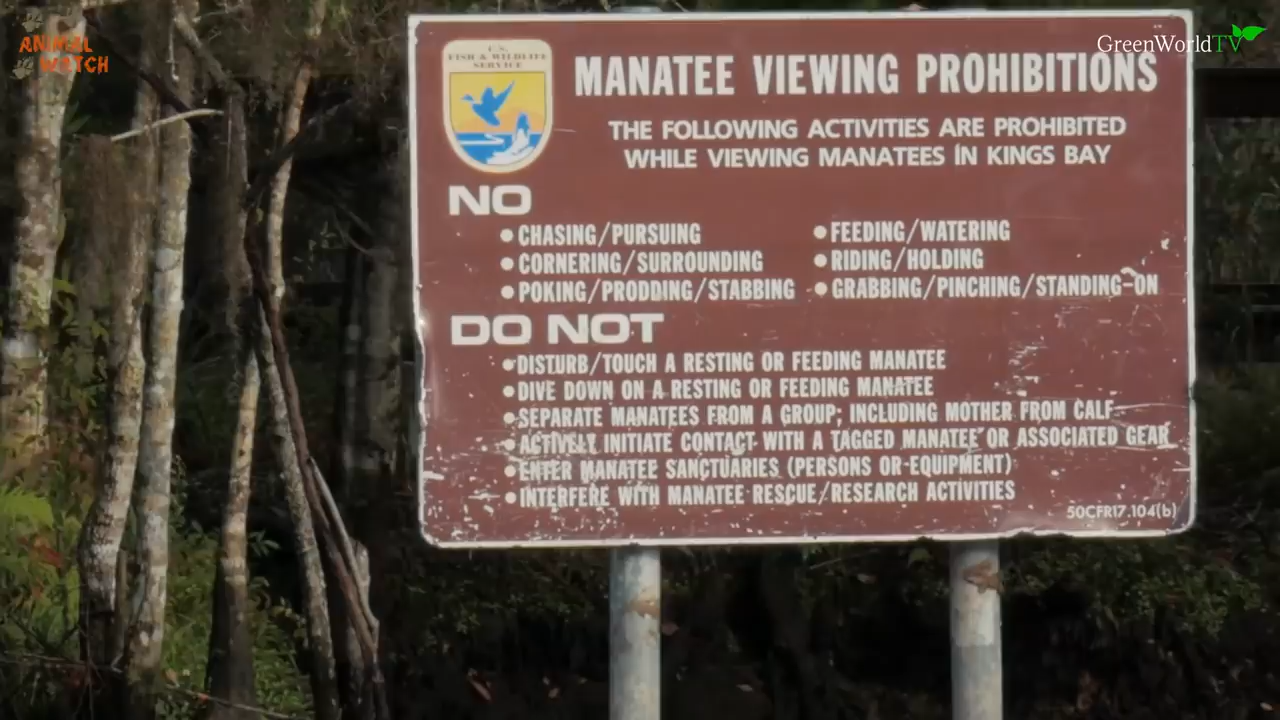 ANIMAL
WATCH
GreenWorldTV
U.S.
FISH & WILDLIFE
SERVICE
MANATEE VIEWING PROHIBITIONS
THE FOLLOWING ACTIVITIES ARE PROHIBITED
WHILE VIEWING MANATEES IN KINGS BAY
NO
• CHASING/PURSUING
• CORNERING/SURROUNDING
• POKING/PRODDING/STABBING
• FEEDING/WATERING
• RIDING/HOLDING
• GRABBING/PINCHING/STANDING-ON
DO NOT
• DISTURB/TOUCH A RESTING OR FEEDING MANATEE
• DIVE DOWN ON A RESTING OR FEEDING MANATEE
• SEPARATE MANATEES FROM A GROUP; INCLUDING MOTHER FROM CALF
• ACTIVELY INITIATE CONTACT WITH A TAGGED MANATEE OR ASSOCIATED GEAR
• ENTER MANATEE SANCTUARIES (PERSONS OR EQUIPMENT)
• INTERFERE WITH MANATEE RESCUE/RESEARCH ACTIVITIES
50CFR17.104(b)